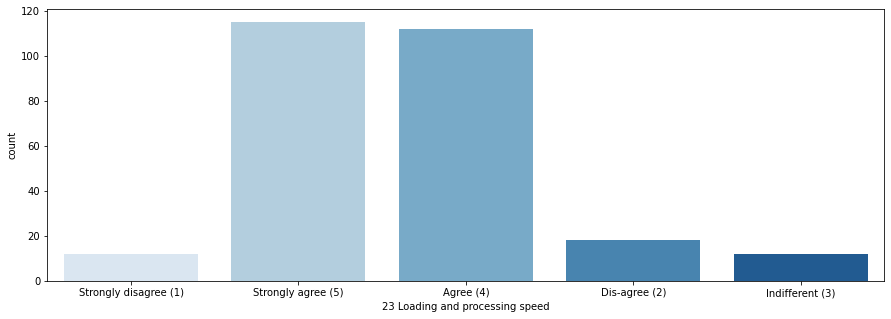 120
100
80
60
40
20
0
count
Strongly disagree (1) Strongly agree (5) Agree (4) Dis-agree (2) Indifferent (3)
23 Loading and processing speed